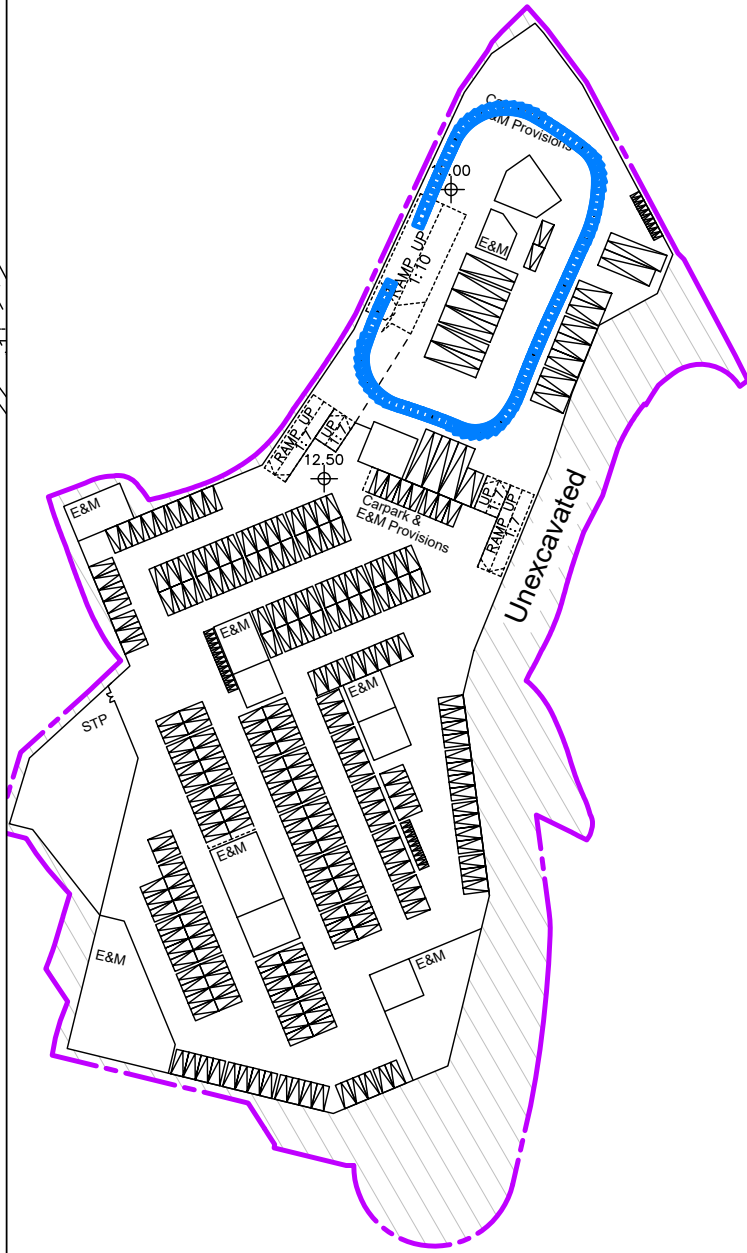 E&M Provisions
RAMP UP
1:10
E&M
RAMP UP
1:7
UP
1:7
12.50
UP
1:7
RAMP UP
1:7
Carpark &
E&M Provisions
Unexcavated
E&M
E&M
E&M
STP
E&M
E&M
E&M